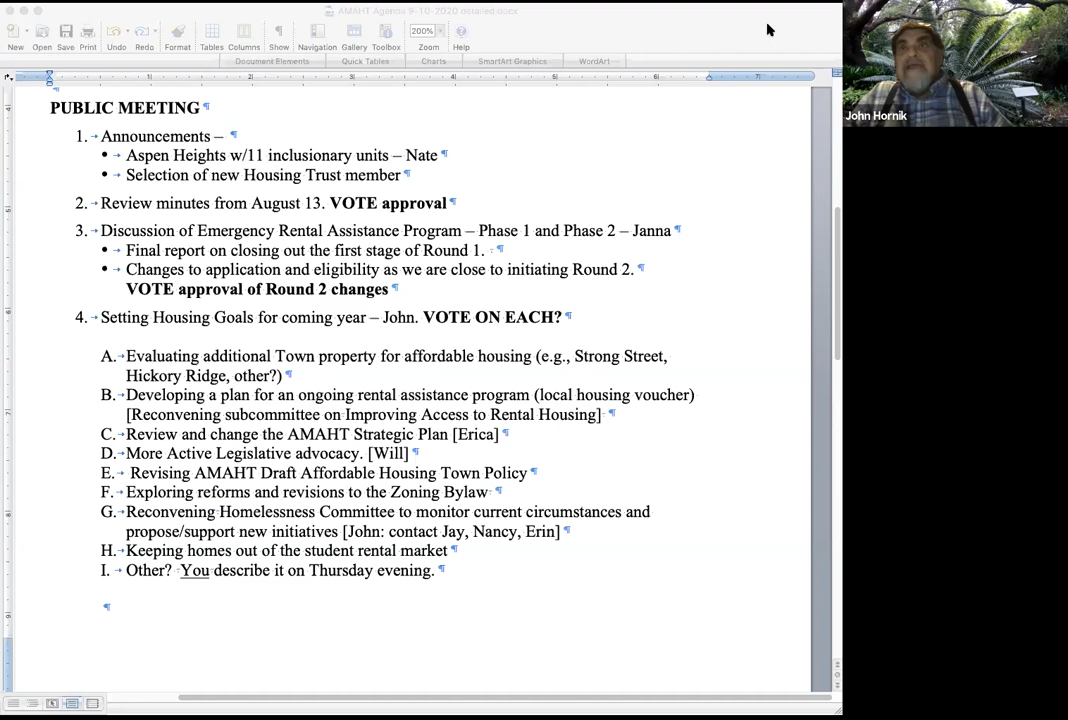 AMAHT Agenda 9-10-2020 detailed.docx
New Open Save Print Undo Redo Format Tables Columns Show Navigation Gallery Toolbox Zoom Help
200%
Document Elements Quick Tables Charts SmartArt Graphics WordArt
John Hornik
PUBLIC MEETING
1. Announcements –
• Aspen Heights w/11 inclusionary units – Nate
• Selection of new Housing Trust member
2. Review minutes from August 13. VOTE approval
3. Discussion of Emergency Rental Assistance Program – Phase 1 and Phase 2 – Janna
• Final report on closing out the first stage of Round 1.
• Changes to application and eligibility as we are close to initiating Round 2.
VOTE approval of Round 2 changes
4. Setting Housing Goals for coming year – John. VOTE ON EACH?
A. Evaluating additional Town property for affordable housing (e.g., Strong Street,
Hickory Ridge, other?)
B. Developing a plan for an ongoing rental assistance program (local housing voucher)
[Reconvening subcommittee on Improving Access to Rental Housing]
C. Review and change the AMAHT Strategic Plan [Erica]
D. More Active Legislative advocacy. [Will]
E. Revising AMAHT Draft Affordable Housing Town Policy
F. Exploring reforms and revisions to the Zoning Bylaw
G. Reconvening Homelessness Committee to monitor current circumstances and
propose/support new initiatives [John: contact Jay, Nancy, Erin]
H. Keeping homes out of the student rental market
I. Other? You describe it on Thursday evening.